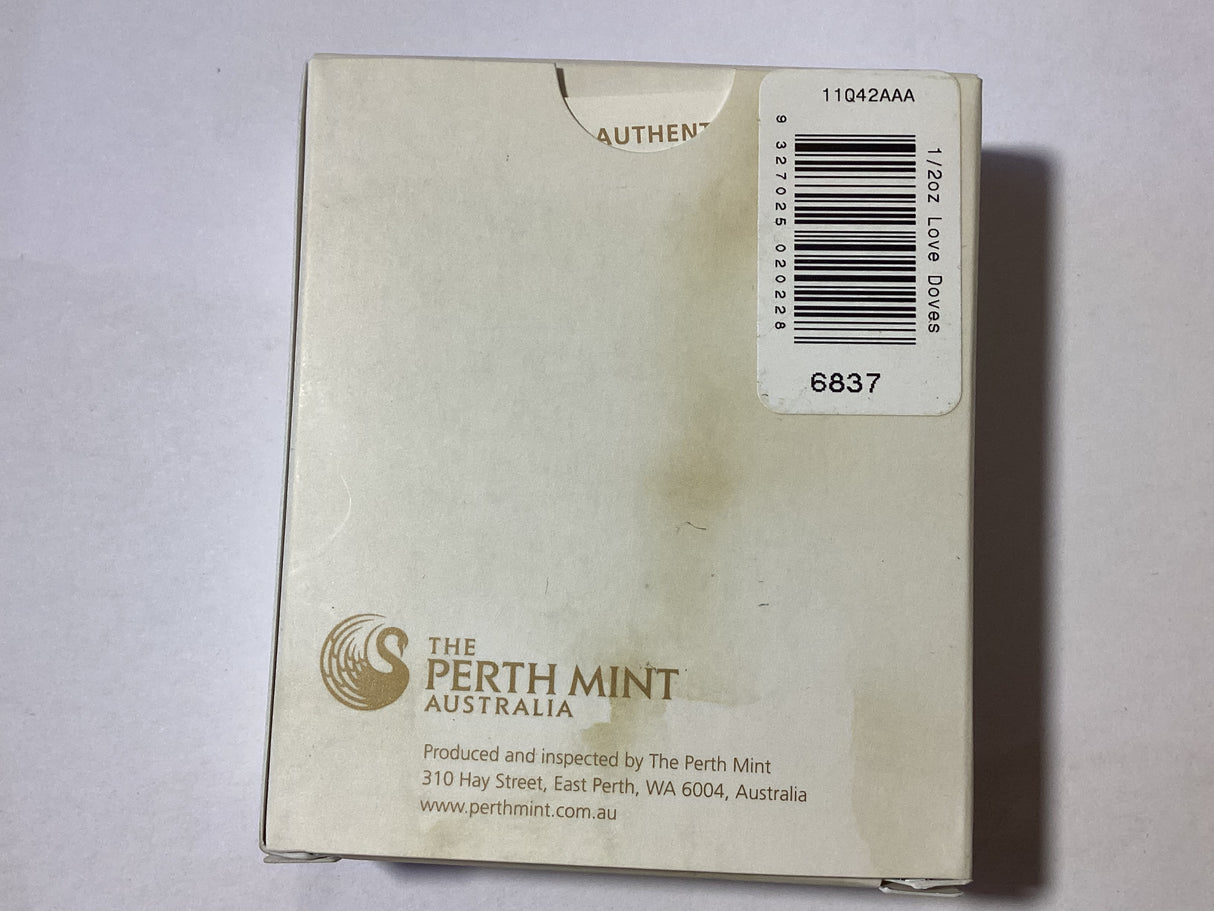 AUTHENT
11Q42AAA
9 327025 020228
1/2oz Love Doves
6837
THE
PERTH MINT
AUSTRALIA
Produced and inspected by The Perth Mint
310 Hay Street, East Perth, WA 6004, Australia
www.perthmint.com.au